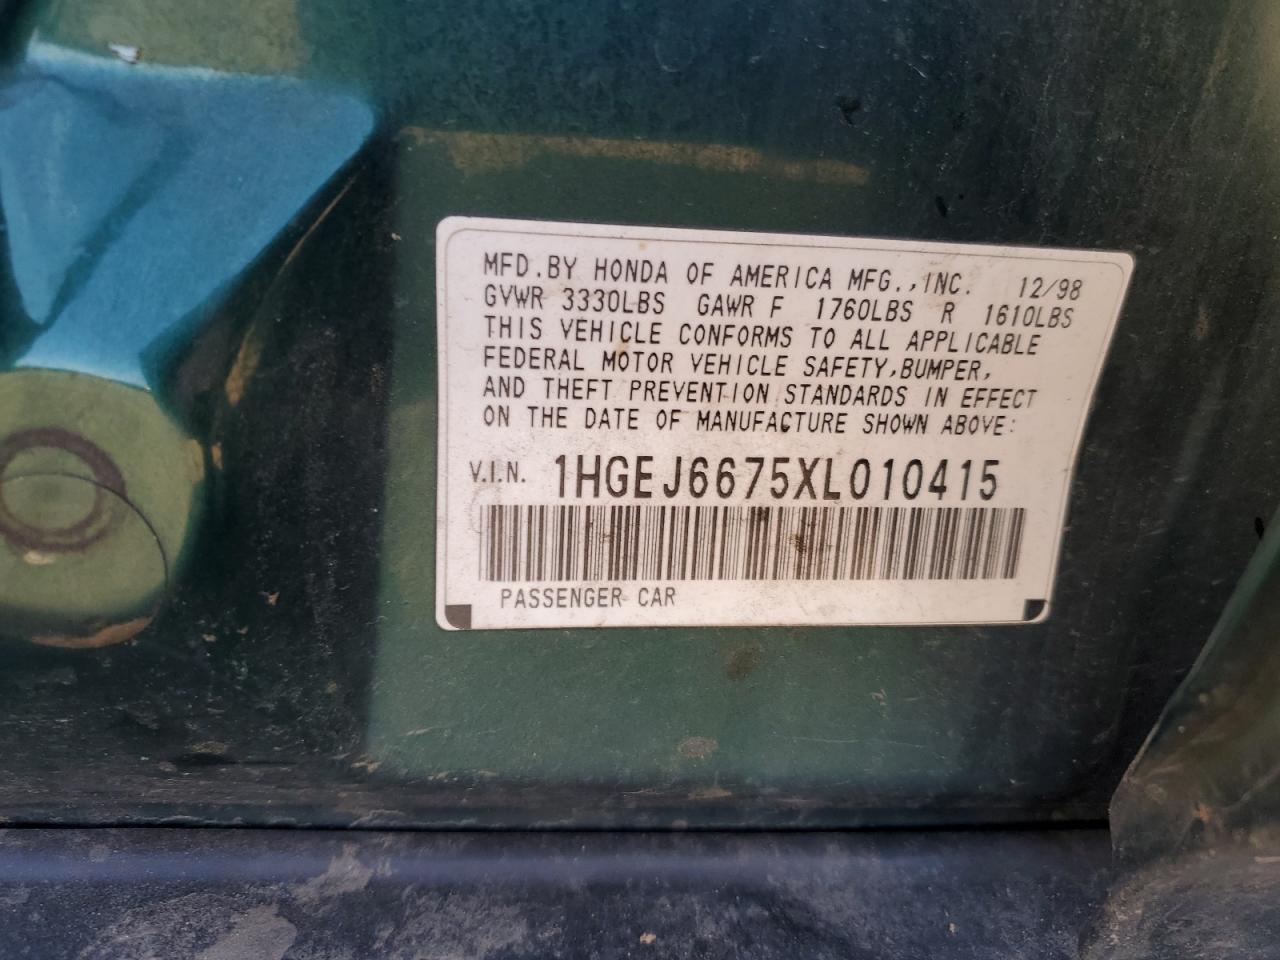 MFD.BY HONDA OF AMERICA MFG.,INC. 12/98
GVWR 3330LBS GAWR F 1760LBS R 1610LBS
THIS VEHICLE CONFORMS TO ALL APPLICABLE
FEDERAL MOTOR VEHICLE SAFETY,BUMPER,
AND THEFT PREVENTION STANDARDS IN EFFECT
ON THE DATE OF MANUFACTURE SHOWN ABOVE:
V.I.N. 1HGEJ6675XL010415
PASSENGER CAR